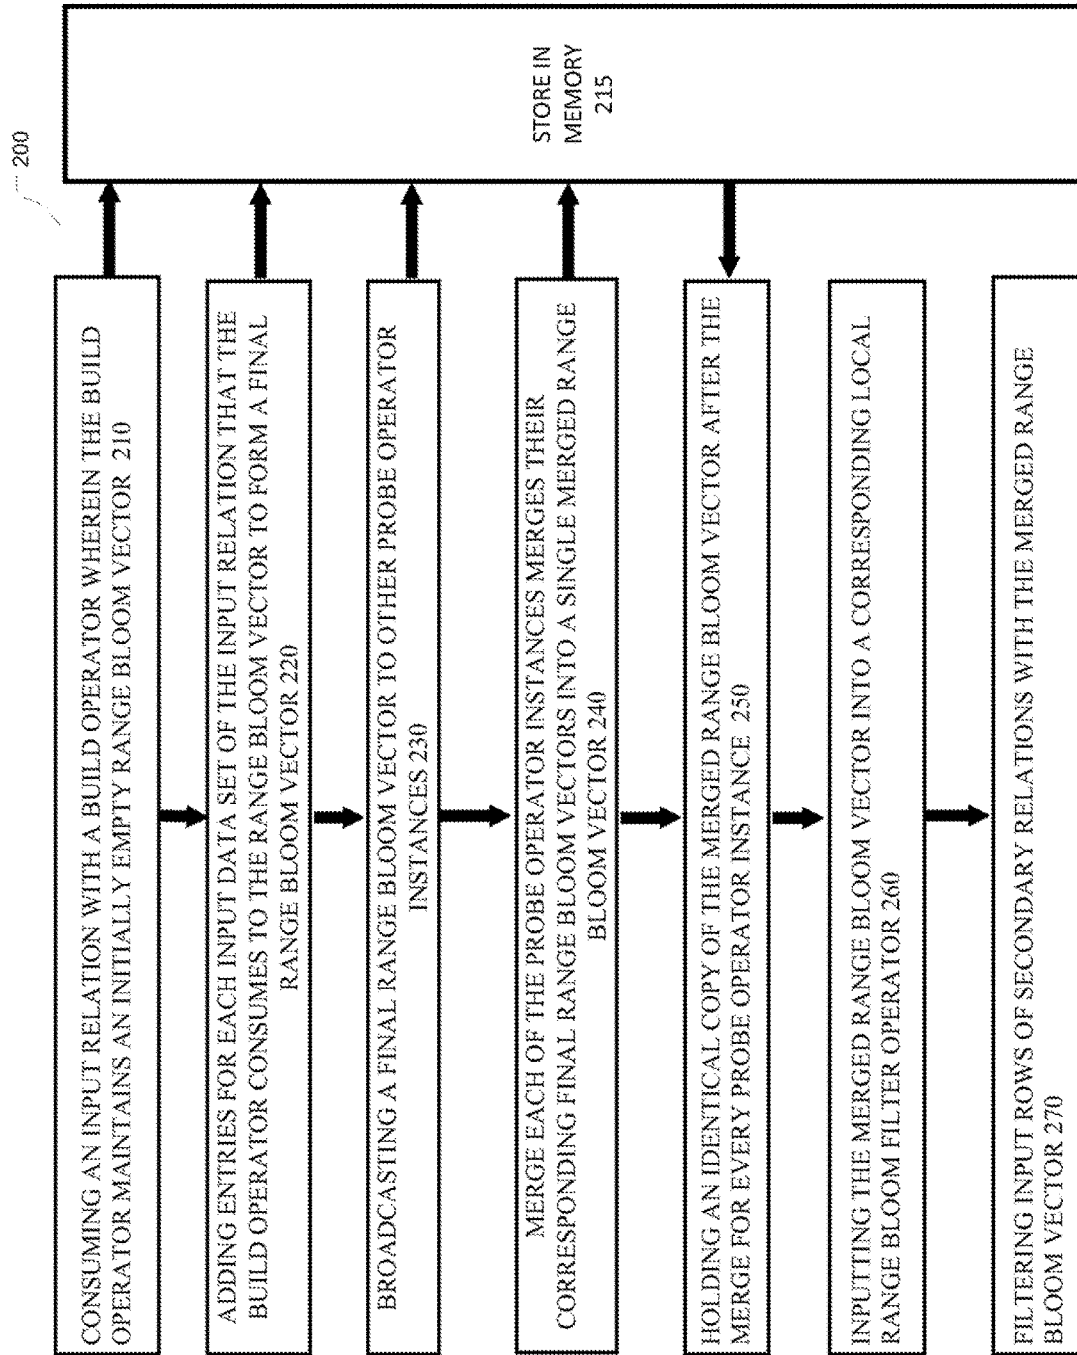 200
CONSUMING AN INPUT RELATION WITH A BUILD OPERATOR WHEREIN THE BUILD
OPERATOR MAINTAINS AN INITIALLY EMPTY RANGE BLOOM VECTOR 210
ADDING ENTRIES FOR EACH INPUT DATA SET OF THE INPUT RELATION THAT THE
BUILD OPERATOR CONSUMES TO THE RANGE BLOOM VECTOR TO FORM A FINAL
RANGE BLOOM VECTOR 220
BROADCASTING A FINAL RANGE BLOOM VECTOR TO OTHER PROBE OPERATOR
INSTANCES 230
MERGE EACH OF THE PROBE OPERATOR INSTANCES MERGES THEIR
CORRESPONDING FINAL RANGE BLOOM VECTORS INTO A SINGLE MERGED RANGE
BLOOM VECTOR 240
HOLDING AN IDENTICAL COPY OF THE MERGED RANGE BLOOM VECTOR AFTER THE
MERGE FOR EVERY PROBE OPERATOR INSTANCE 250
INPUTTING THE MERGED RANGE BLOOM VECTOR INTO A CORRESPONDING LOCAL
RANGE BLOOM FILTER OPERATOR 260
FILTERING INPUT ROWS OF SECONDARY RELATIONS WITH THE MERGED RANGE
BLOOM VECTOR 270
STORE IN
MEMORY
215